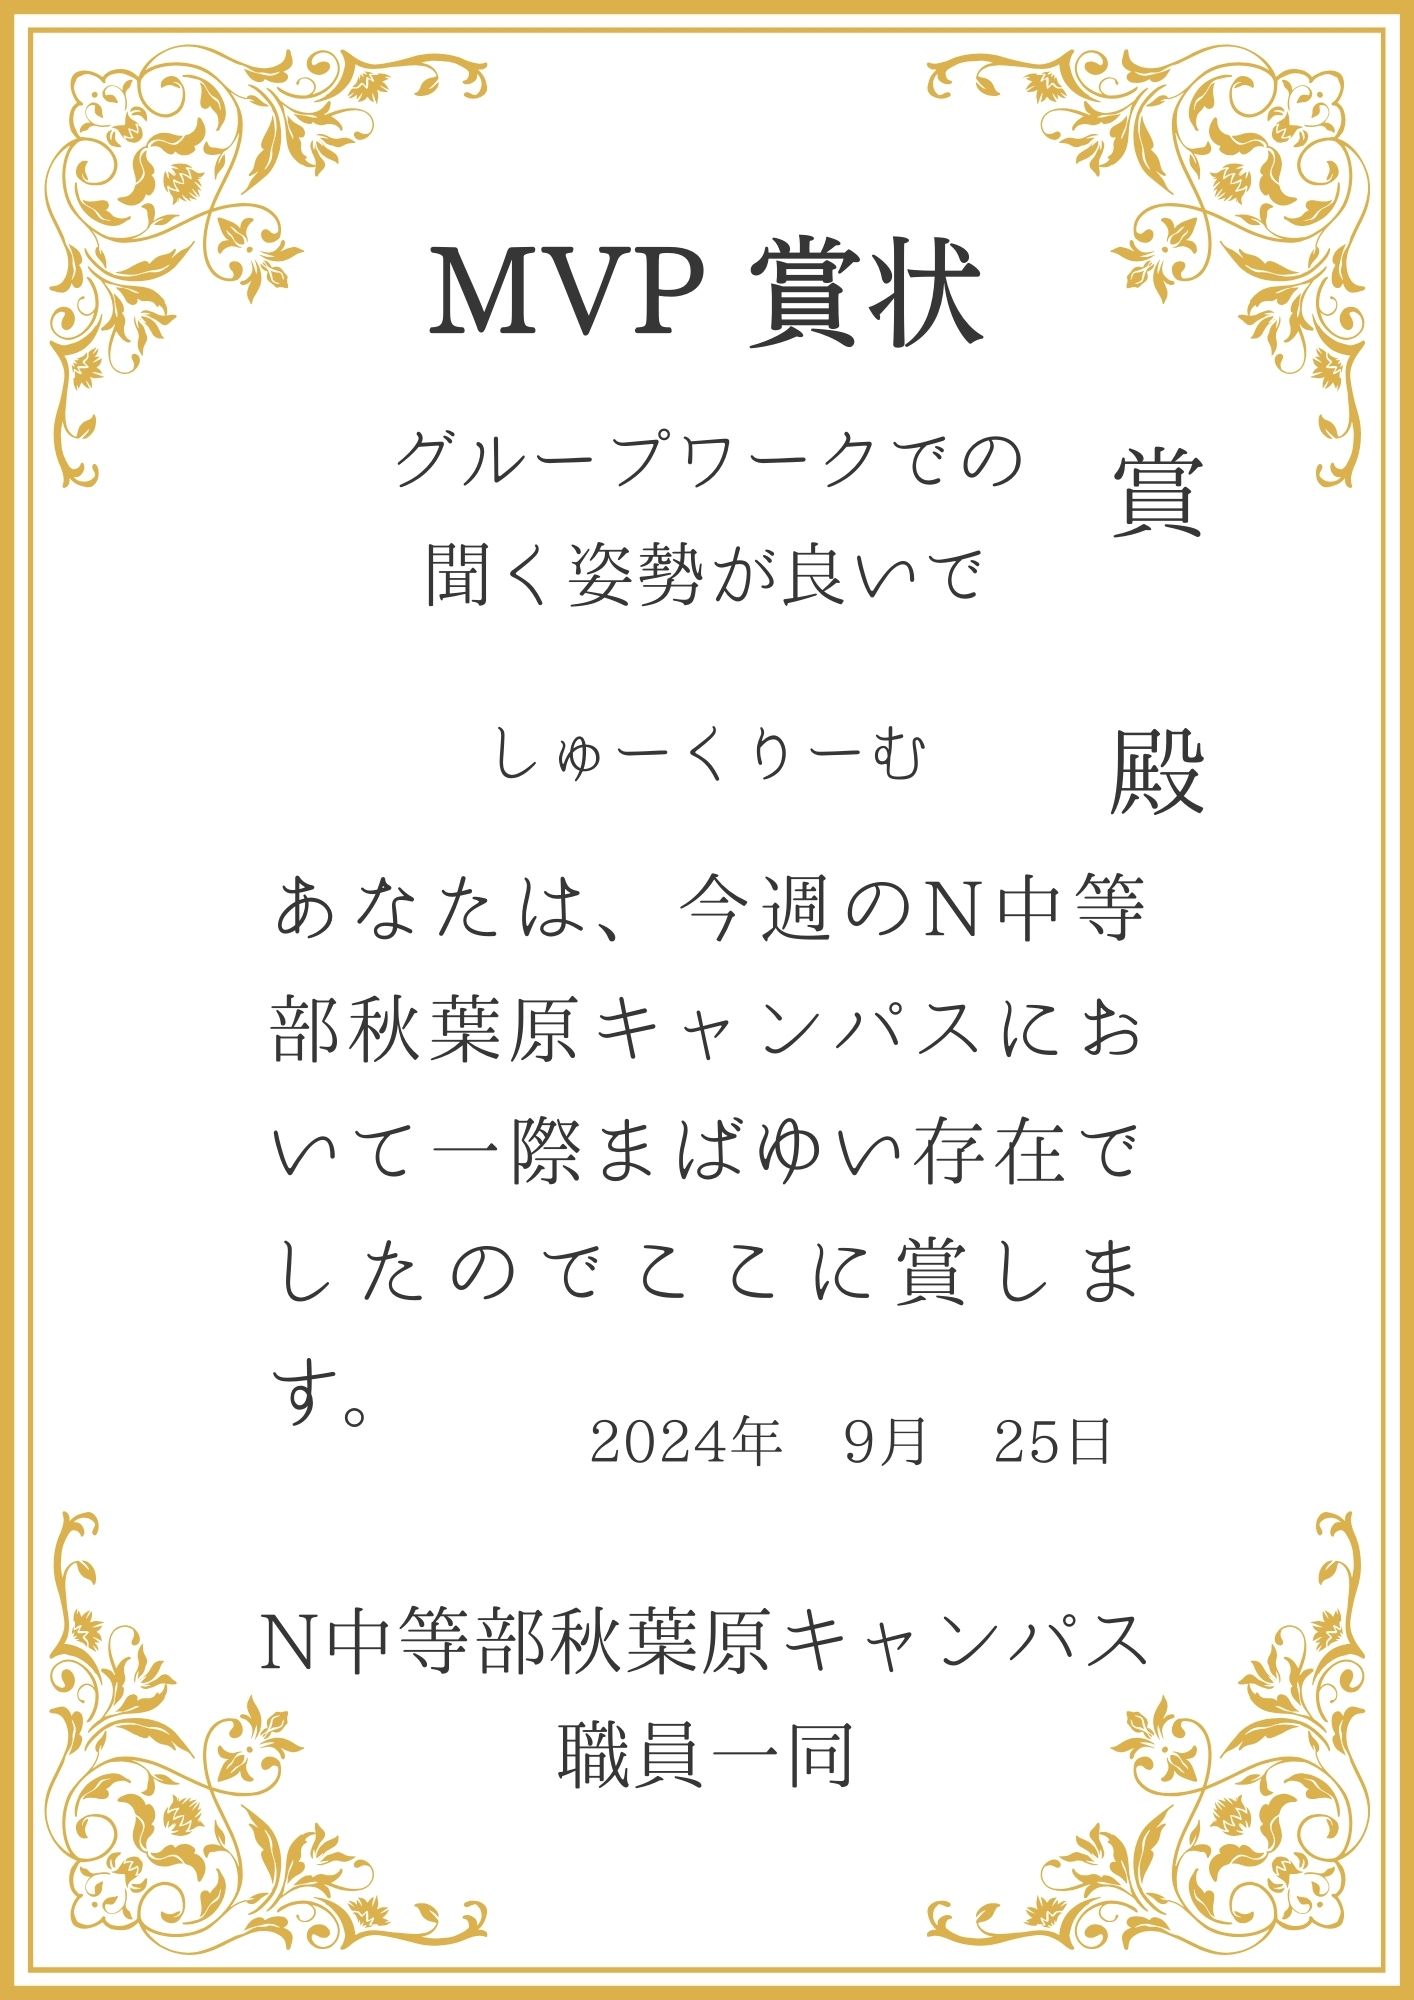 MVP 賞状
グループワークでの
聞く姿勢が良いで
賞
しゅーくりーむ
殿
あなたは、今週のN中等
部秋葉原キャンパスにお
いて一際まばゆい存在で
したのでここに賞しま
す。
2024年　9月　25日
N中等部秋葉原キャンパス
職員一同